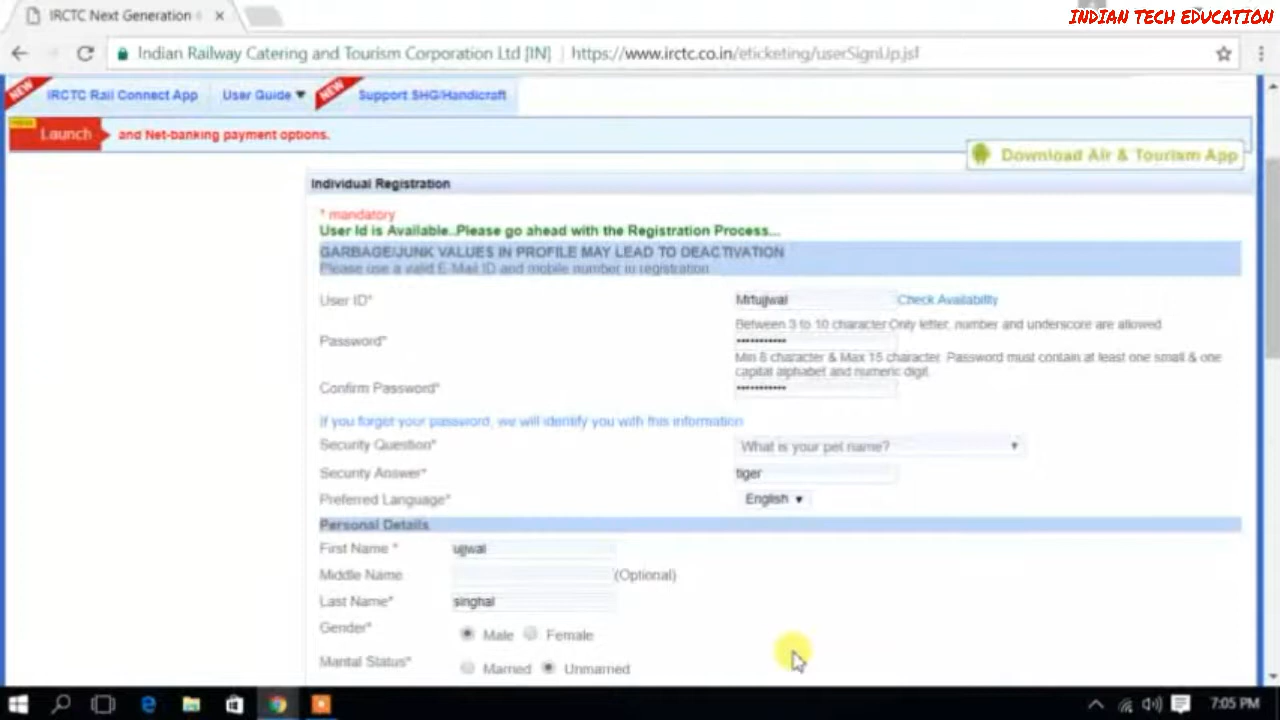 INDIAN TECH EDUCATION
IRCTC Next Generation
Indian Railway Catering and Tourism Corporation Ltd [IN] | https://www.irctc.co.in/eticketing/userSignUp.jsf
NEW IRCTC Rail Connect App User Guide NEW Support SHG/Handicraft
Launch and Net-banking payment options.
Download Air & Tourism App
Individual Registration
* mandatory
User Id is Available..Please go ahead with the Registration Process...
GARBAGE/JUNK VALUES IN PROFILE MAY LEAD TO DEACTIVATION
Please use a valid E-Mail ID and mobile number in registration
User ID* Mrfujjwal Check Availability
Between 3 to 10 character.Only letter, number and underscore are allowed
Password* •••••••••••
Min 8 character & Max 15 character. Password must contain at least one small & one
capital alphabet and numeric digit.
Confirm Password* •••••••••••
If you forget your password, we will identify you with this information
Security Question* What is your pet name?
Security Answer* tiger
Preferred Language* English
Personal Details
First Name * ujjwal
Middle Name (Optional)
Last Name* singhal
Gender* Male Female
Marital Status* Married Unmarried
7:05 PM